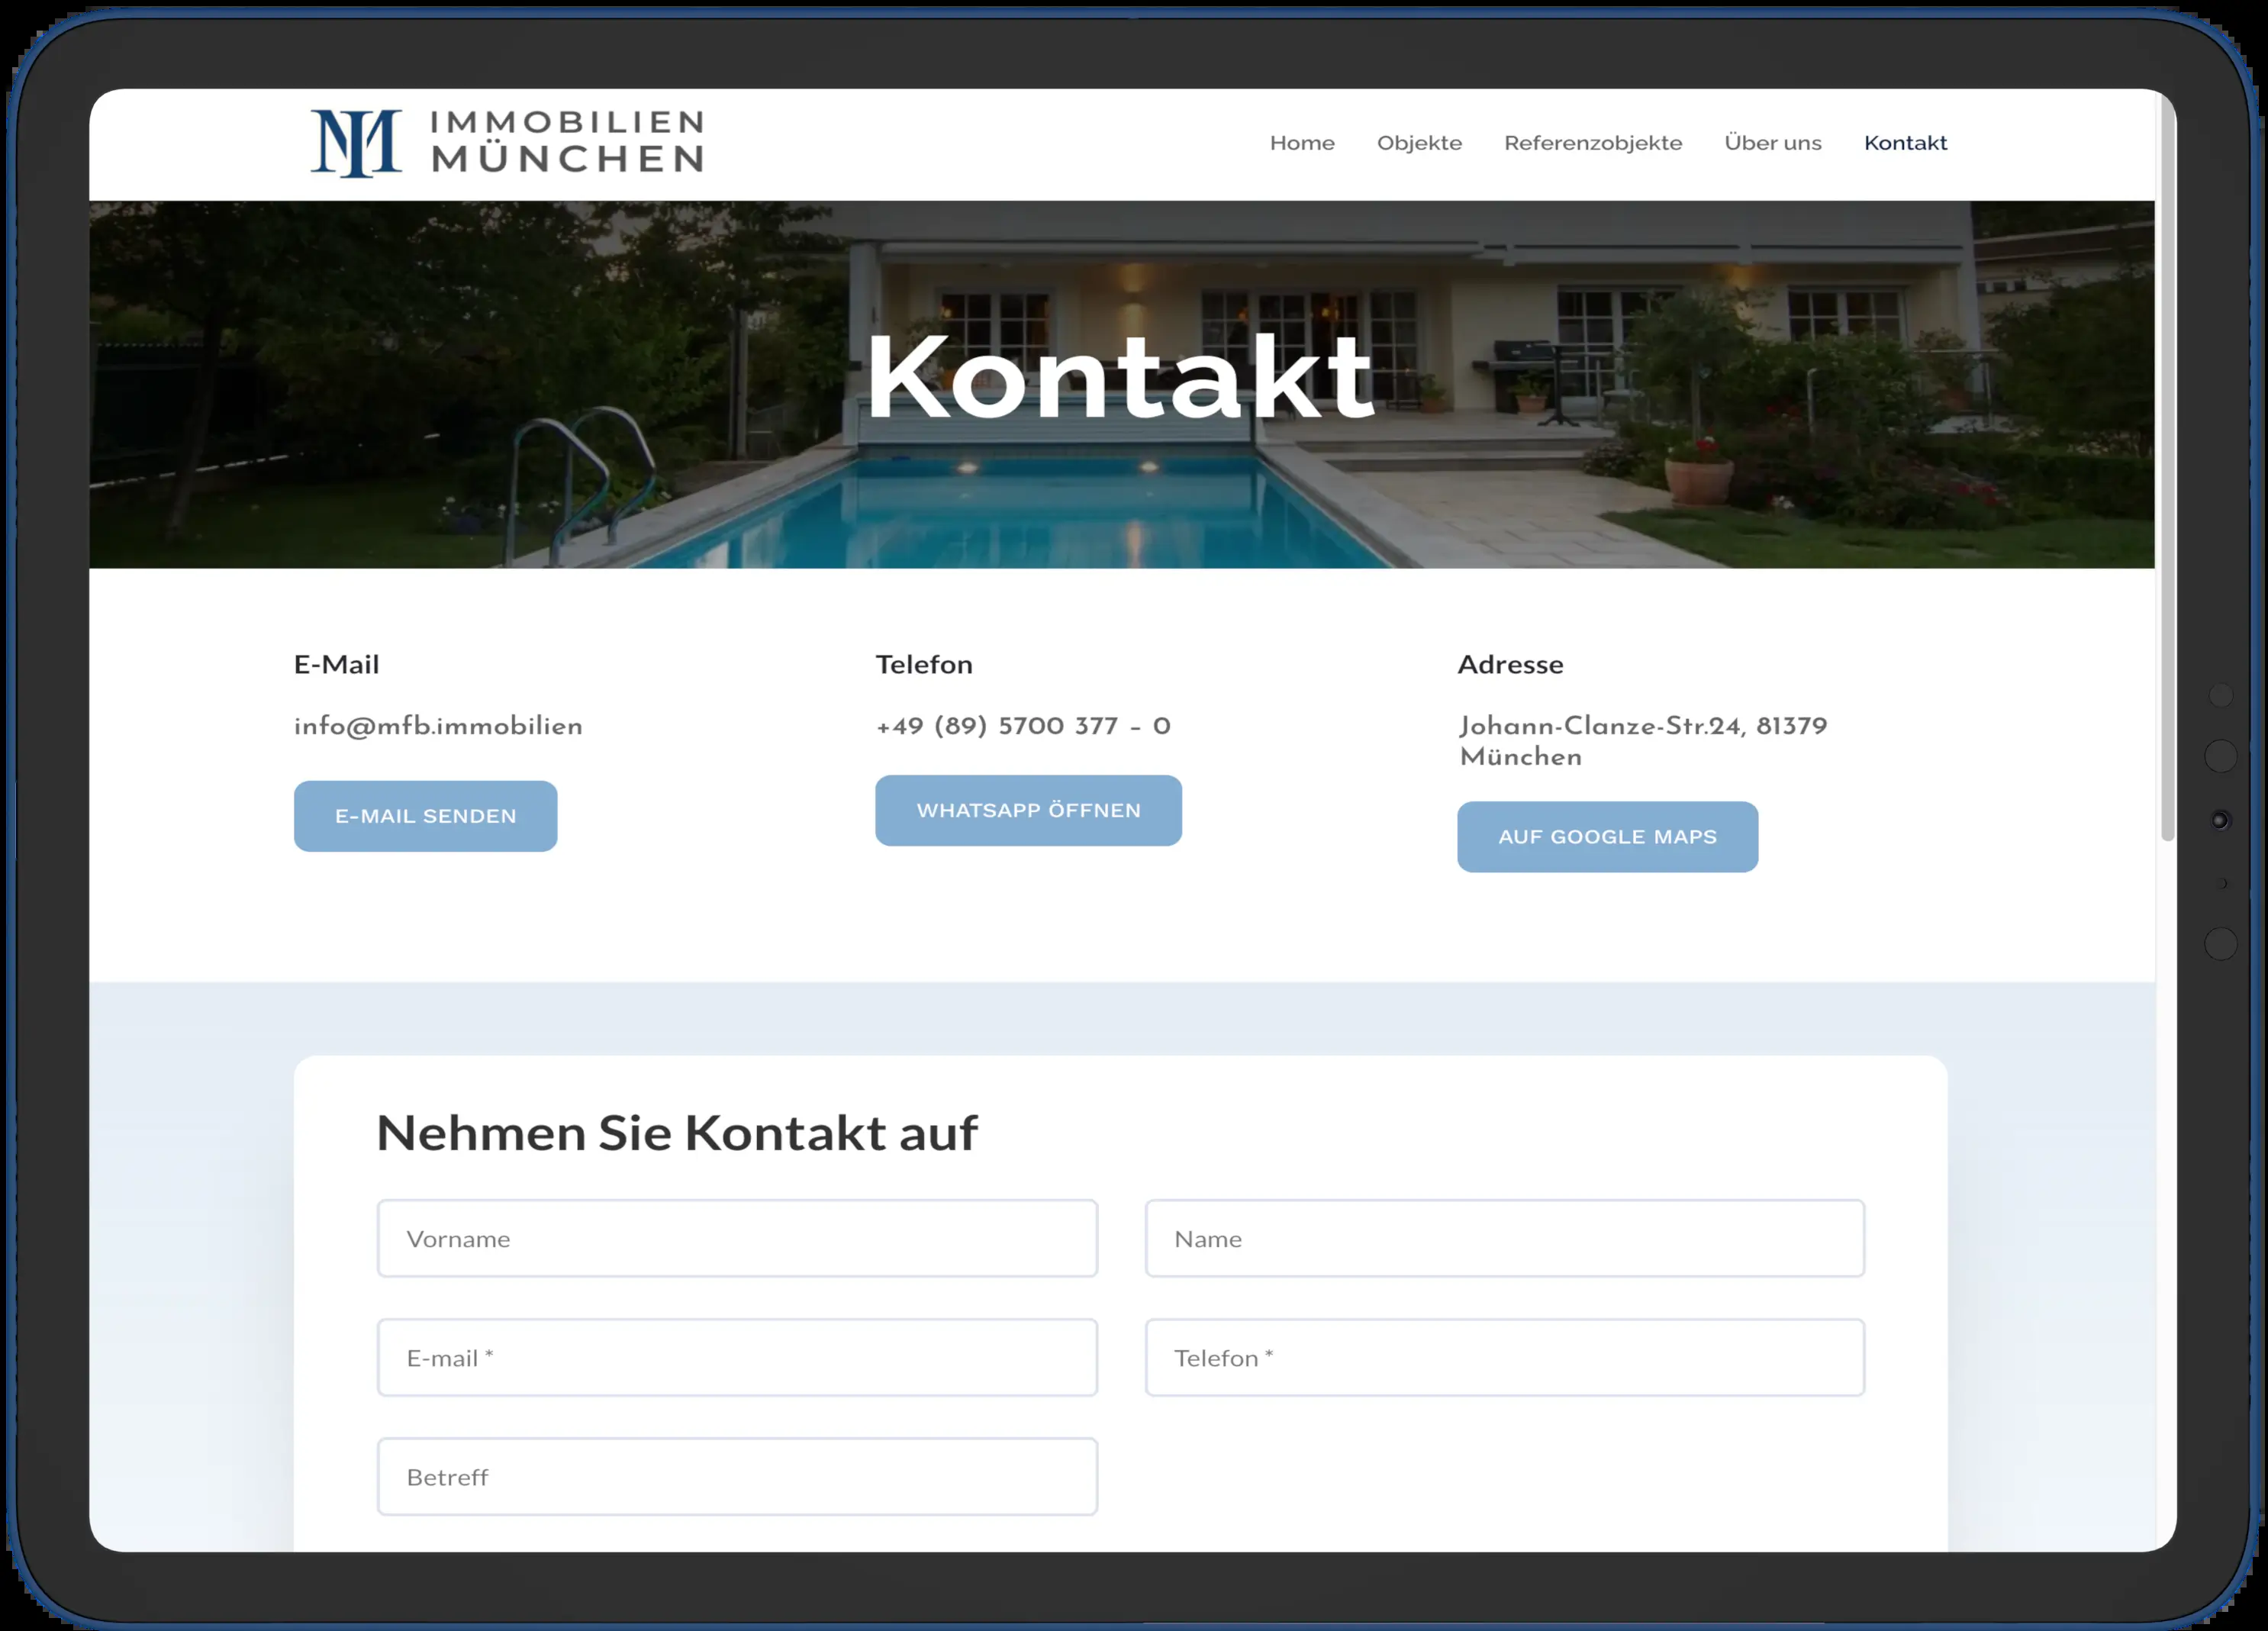 IMMOBILIEN
MÜNCHEN
Home Objekte Referenzobjekte Über uns Kontakt
Kontakt
E-Mail
info@mfb.immobilien
E-MAIL SENDEN
Telefon
+49 (89) 5700 377 - 0
WHATSAPP ÖFFNEN
Adresse
Johann-Clanze-Str.24, 81379
München
AUF GOOGLE MAPS
Nehmen Sie Kontakt auf
Vorname
Name
E-mail *
Telefon *
Betreff